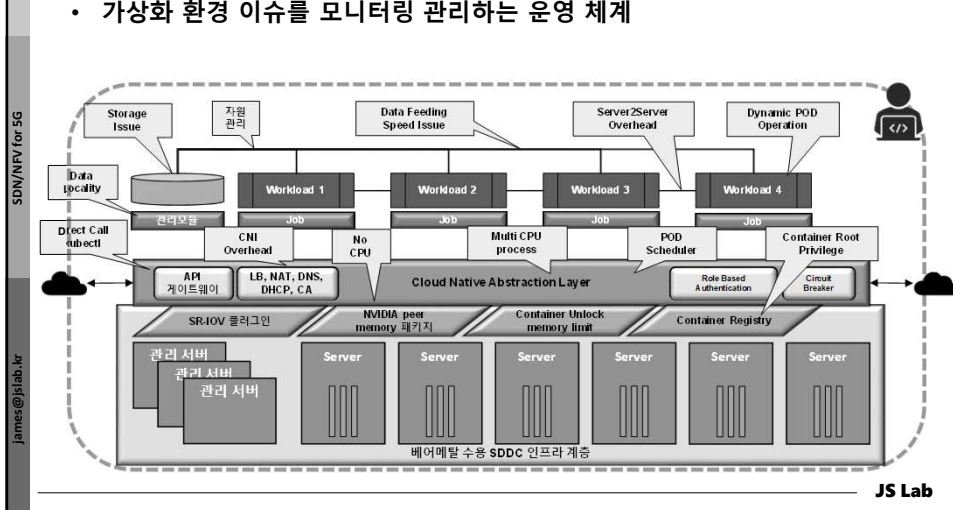 • 가상화 환경 이슈를 모니터링 관리하는 운영 체계
SDN/NFV for 5G
james@jslab.kr
Storage
Issue
자원
관리
Data Feeding
Speed Issue
Server2Server
Overhead
Dynamic POD
Operation
</>
Data
Locality
Workload 1
Workload 2
Workload 3
Workload 4
관리모듈
Job
Job
Job
Job
Direct Call
kubectl
CNI
Overhead
No
CPU
Multi CPU
process
POD
Scheduler
Container Root
Privilege
API
게이트웨이
LB, NAT, DNS,
DHCP, CA
Cloud Native Abstraction Layer
Role Based
Authentication
Circuit
Breaker
SR-IOV 플러그인
NVIDIA peer
memory 패키지
Container Unlock
memory limit
Container Registry
관리 서버
관리 서버
관리 서버
Server
Server
Server
Server
Server
Server
베어메탈 수용 SDDC 인프라 계층
JS Lab